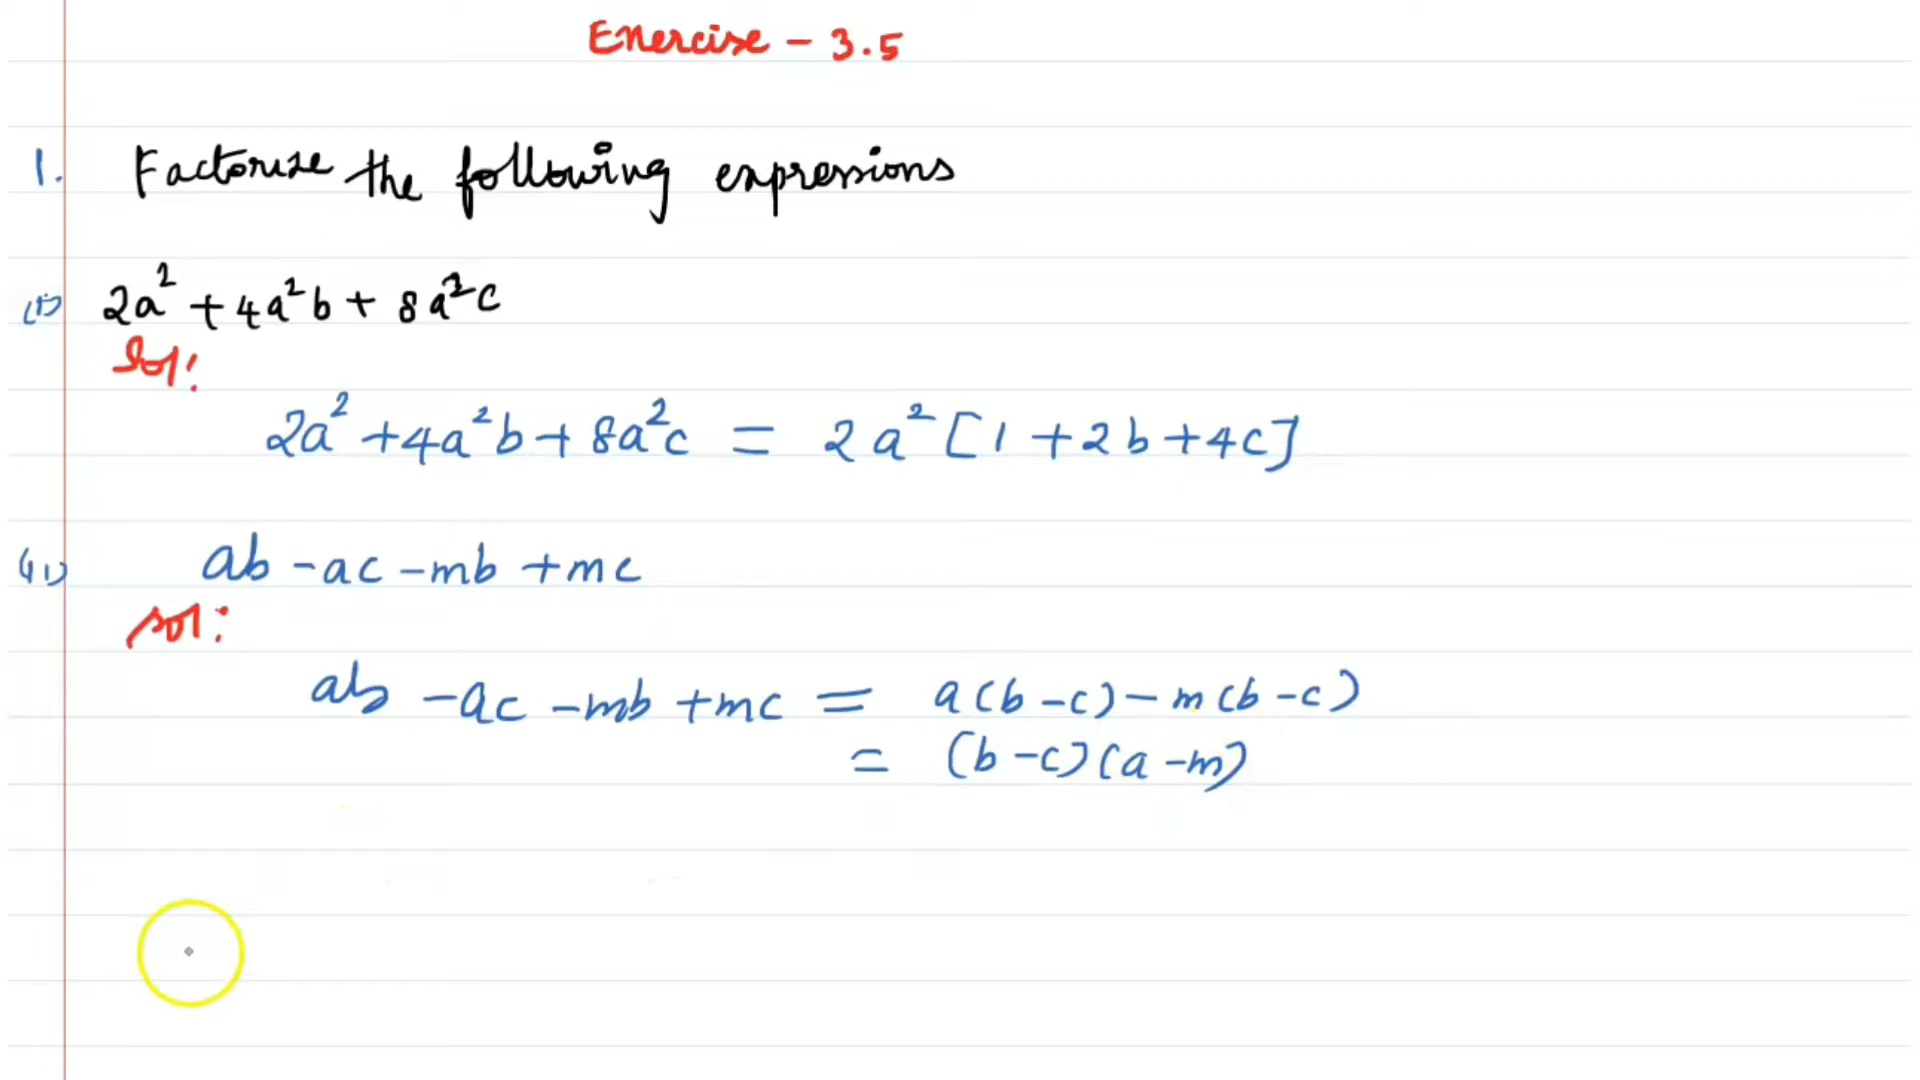 Exercise - 3.5
1. Factorise the following expressions
(i) 2a² + 4a²b + 8a²c
Sol:
2a² + 4a²b + 8a²c = 2a² [1 + 2b + 4c]
(ii) ab - ac - mb + mc
Sol:
ab - ac - mb + mc = a(b - c) - m(b - c)
= (b - c)(a - m)